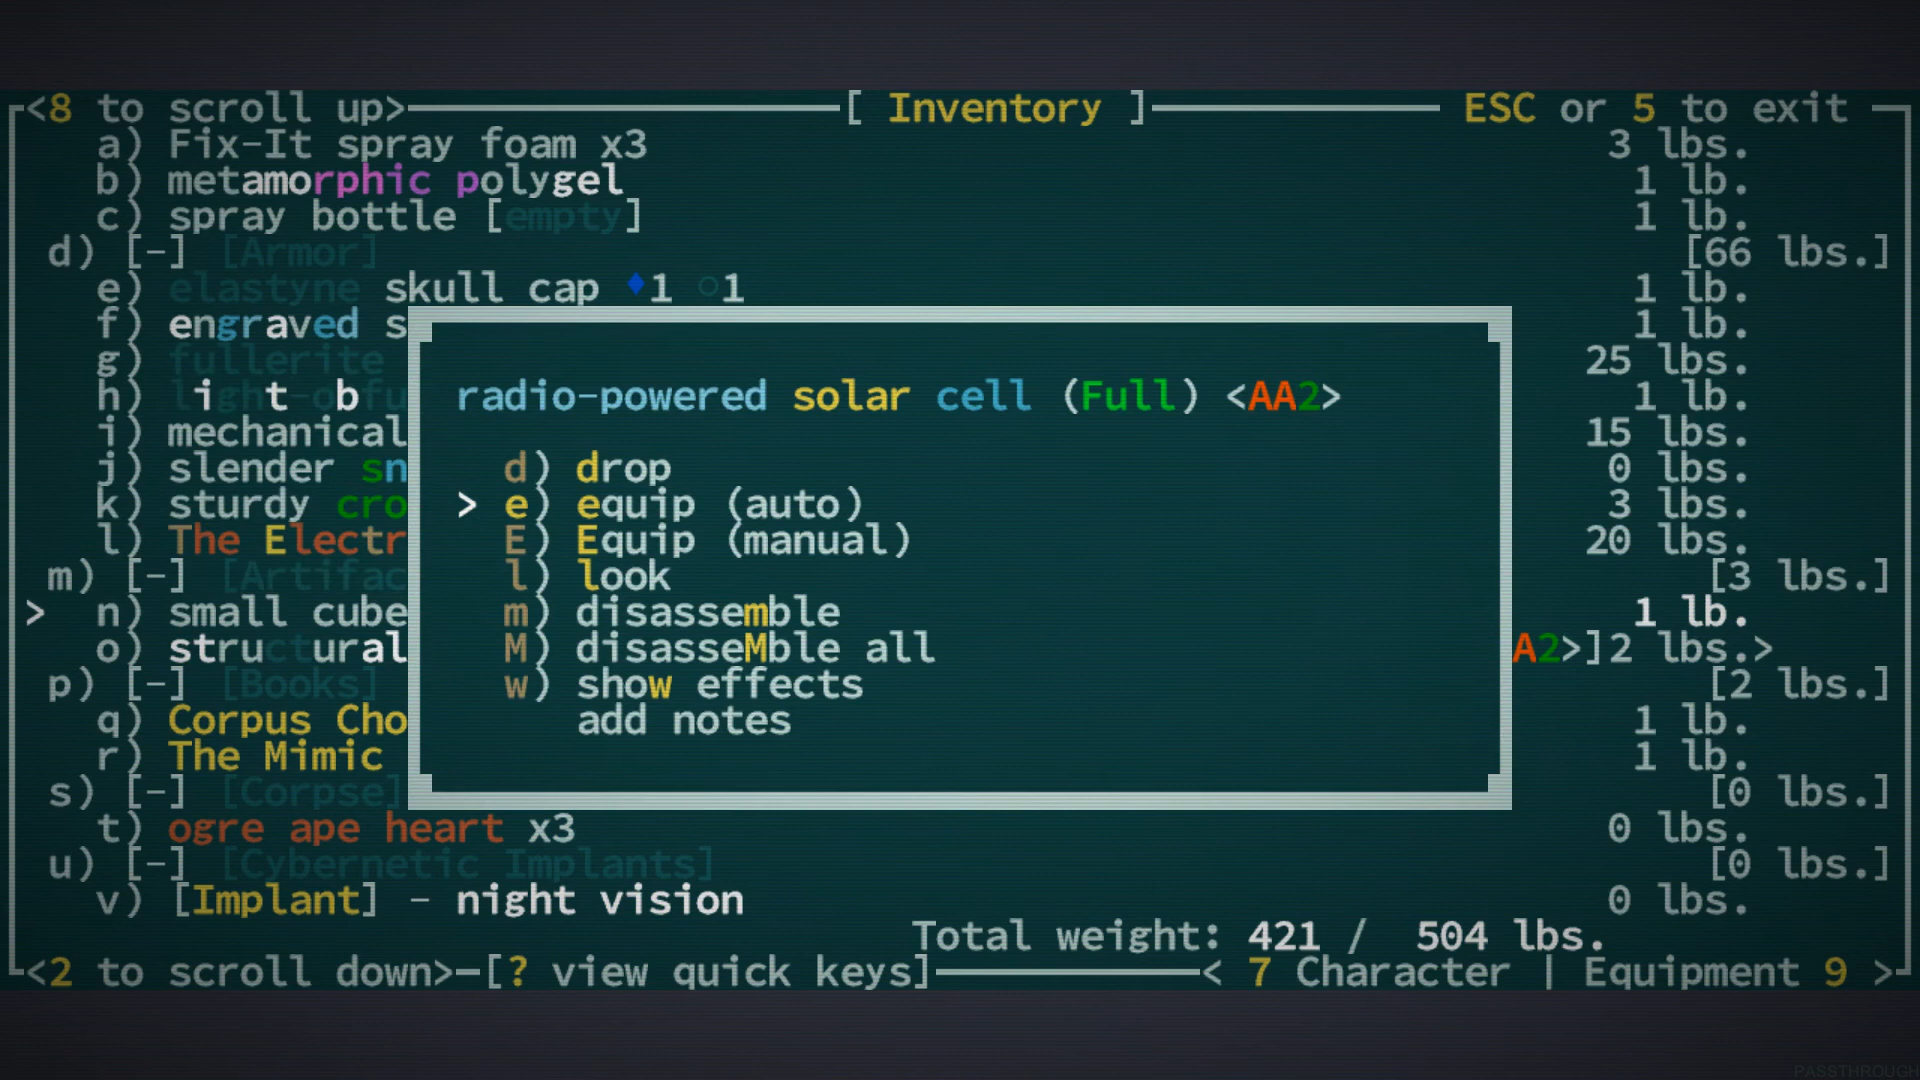 <8 to scroll up> [ Inventory ] ESC or 5 to exit
a) Fix-It spray foam x3 3 lbs.
b) metamorphic polygel 1 lb.
c) spray bottle [empty] 1 lb.
d) [-] [Armor] [66 lbs.]
e) elastyne skull cap ♦1 ○1 1 lb.
f) engraved s 1 lb.
g) fullerite 25 lbs.
h) light-obfu 1 lb.
i) mechanical 15 lbs.
j) slender sn 0 lbs.
k) sturdy cro 3 lbs.
l) The Electr 20 lbs.
m) [-] [Artifac [3 lbs.]
> n) small cube 1 lb.
o) structural A2>]2 lbs.>
p) [-] [Books] [2 lbs.]
q) Corpus Cho 1 lb.
r) The Mimic 1 lb.
s) [-] [Corpse] [0 lbs.]
t) ogre ape heart x3 0 lbs.
u) [-] [Cybernetic Implants] [0 lbs.]
v) [Implant] - night vision 0 lbs.
Total weight: 421 / 504 lbs.
<2 to scroll down> [? view quick keys] < 7 Character | Equipment 9 >
radio-powered solar cell (Full) <AA2>
d) drop
> e) equip (auto)
E) Equip (manual)
l) look
m) disassemble
M) disasseMble all
w) show effects
add notes
PASSTHROUGH